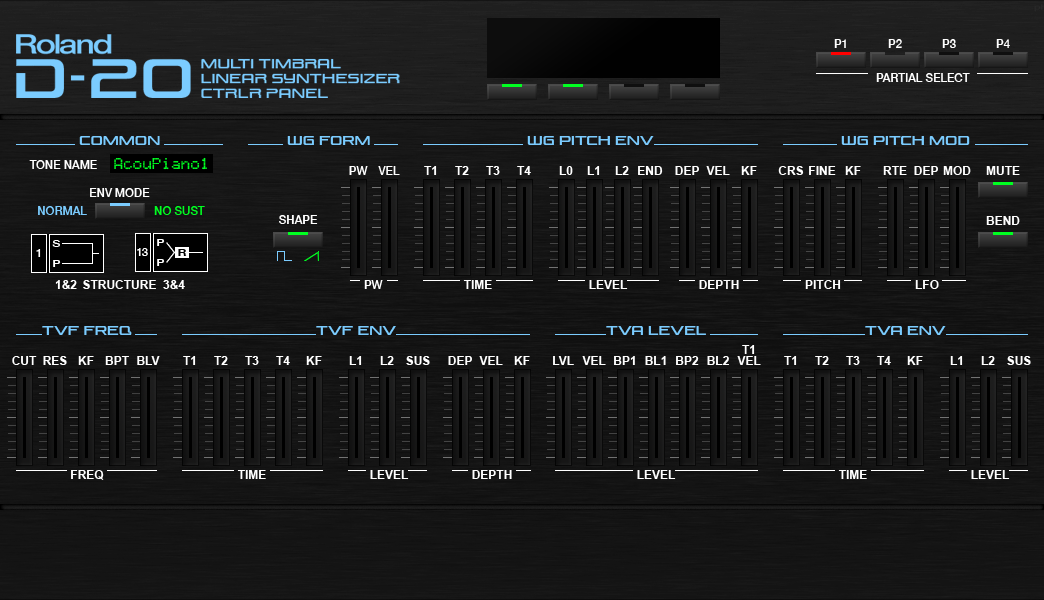 Roland
D-20
MULTI TIMBRAL
LINEAR SYNTHESIZER
CTRLR PANEL
P1 P2 P3 P4
PARTIAL SELECT
COMMON
TONE NAME AcouPiano1
ENV MODE
NORMAL NO SUST
1 S P
13 P P R
1&2 STRUCTURE 3&4
WG FORM
PW VEL
SHAPE
PW
WG PITCH ENV
T1 T2 T3 T4 L0 L1 L2 END DEP VEL KF
TIME LEVEL DEPTH
WG PITCH MOD
CRS FINE KF RTE DEP MOD MUTE
BEND
PITCH LFO
TVF FREQ
CUT RES KF BPT BLV
FREQ
TVF ENV
T1 T2 T3 T4 KF L1 L2 SUS DEP VEL KF
TIME LEVEL DEPTH
TVA LEVEL
LVL VEL BP1 BL1 BP2 BL2 T1 VEL
LEVEL
TVA ENV
T1 T2 T3 T4 KF L1 L2 SUS
TIME LEVEL